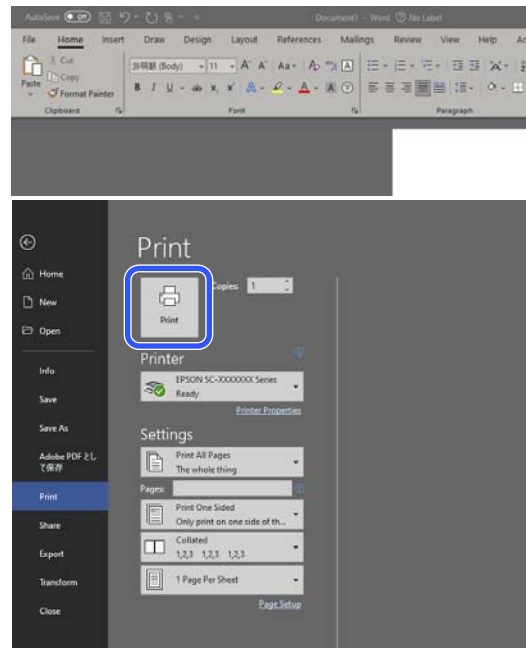 AutoSave Off Document1 - Word No Label
File Home Insert Draw Design Layout References Mailings Review View Help
Cut
Copy
Paste
Format Painter
(Body) 11 A A Aa
B I U ab x x A A A
Clipboard Font Paragraph
Print
Home
New
Open
Info
Save
Save As
Adobe PDF とし
て保存
Print
Share
Export
Transform
Close
Print
Copies: 1
Printer
EPSON SC-XXXXXXX Series
Ready
Printer Properties
Settings
Print All Pages
The whole thing
Pages:
Print One Sided
Only print on one side of th...
Collated
1,2,3 1,2,3 1,2,3
1 Page Per Sheet
Page Setup